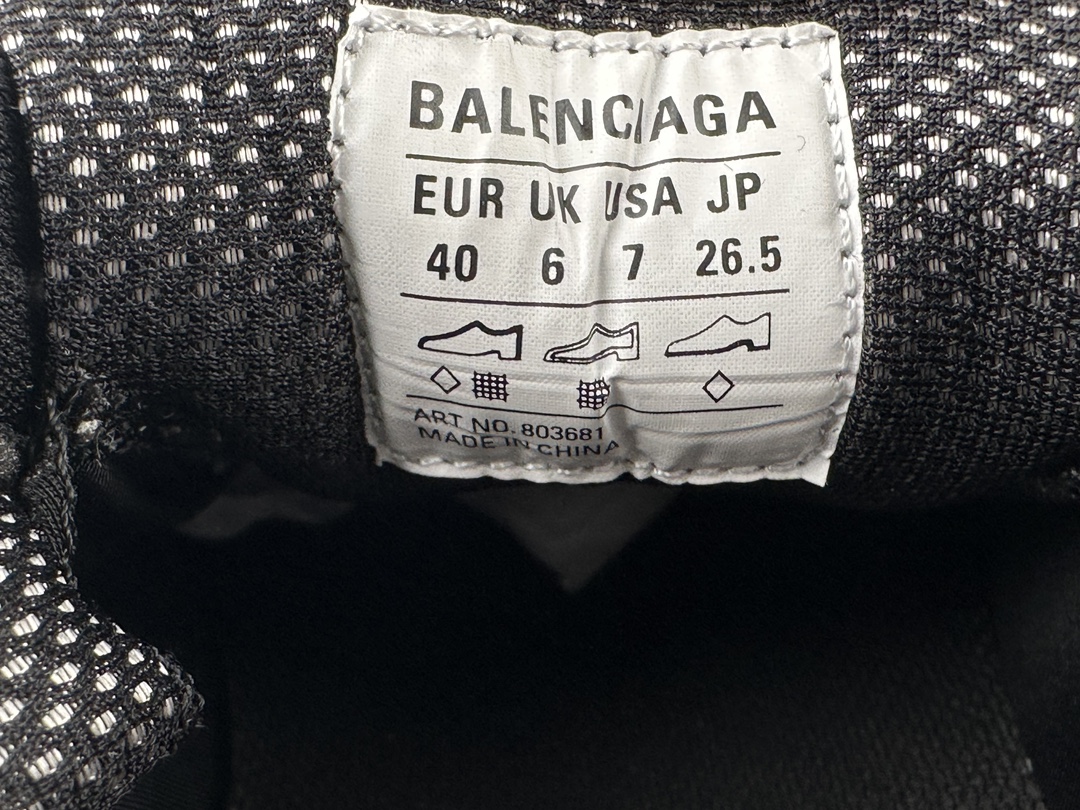 BALENCIAGA
EUR UK USA JP
40 6 7 26.5
ART NO. 803681
MADE IN CHINA